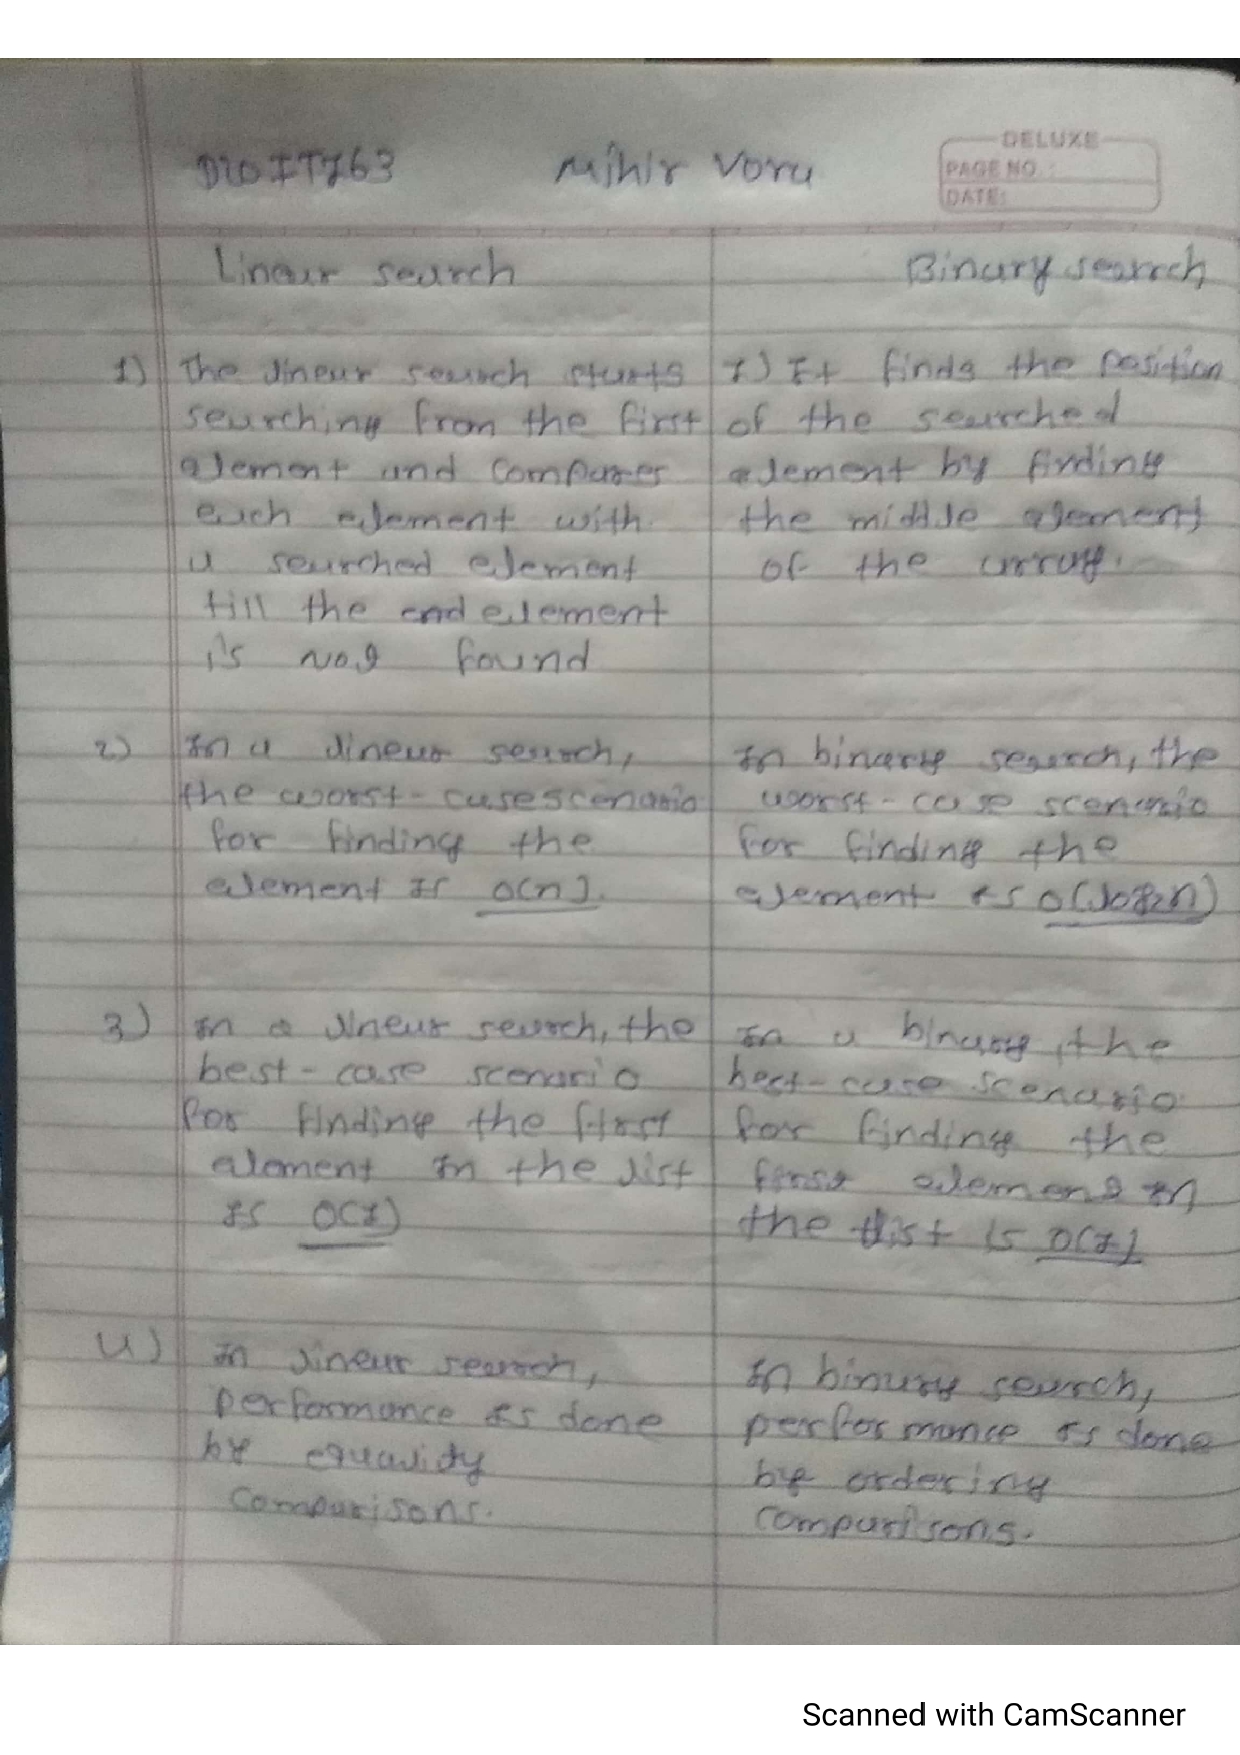 D20IT163 Mihir Vora
DELUXE
PAGE NO.:
DATE:
Linear search
Binary search
1) The linear search starts
searching from the first
element and compares
each element with
a searched element
till the end element
is not found
1) It finds the position
of the searched
element by finding
the middle element
of the array.
2) In a linear search,
the worst-case scenario
for finding the
element is O(n).
In binary search, the
worst-case scenario
for finding the
element is O(log2n)
3) In a linear search, the
best-case scenario
for finding the first
element in the list
is O(1)
In a binary, the
best-case scenario
for finding the
first element in
the list is O(1)
4) In linear search,
performance is done
by equality
comparisons.
In binary search,
performance is done
by ordering
comparisons.
Scanned with CamScanner